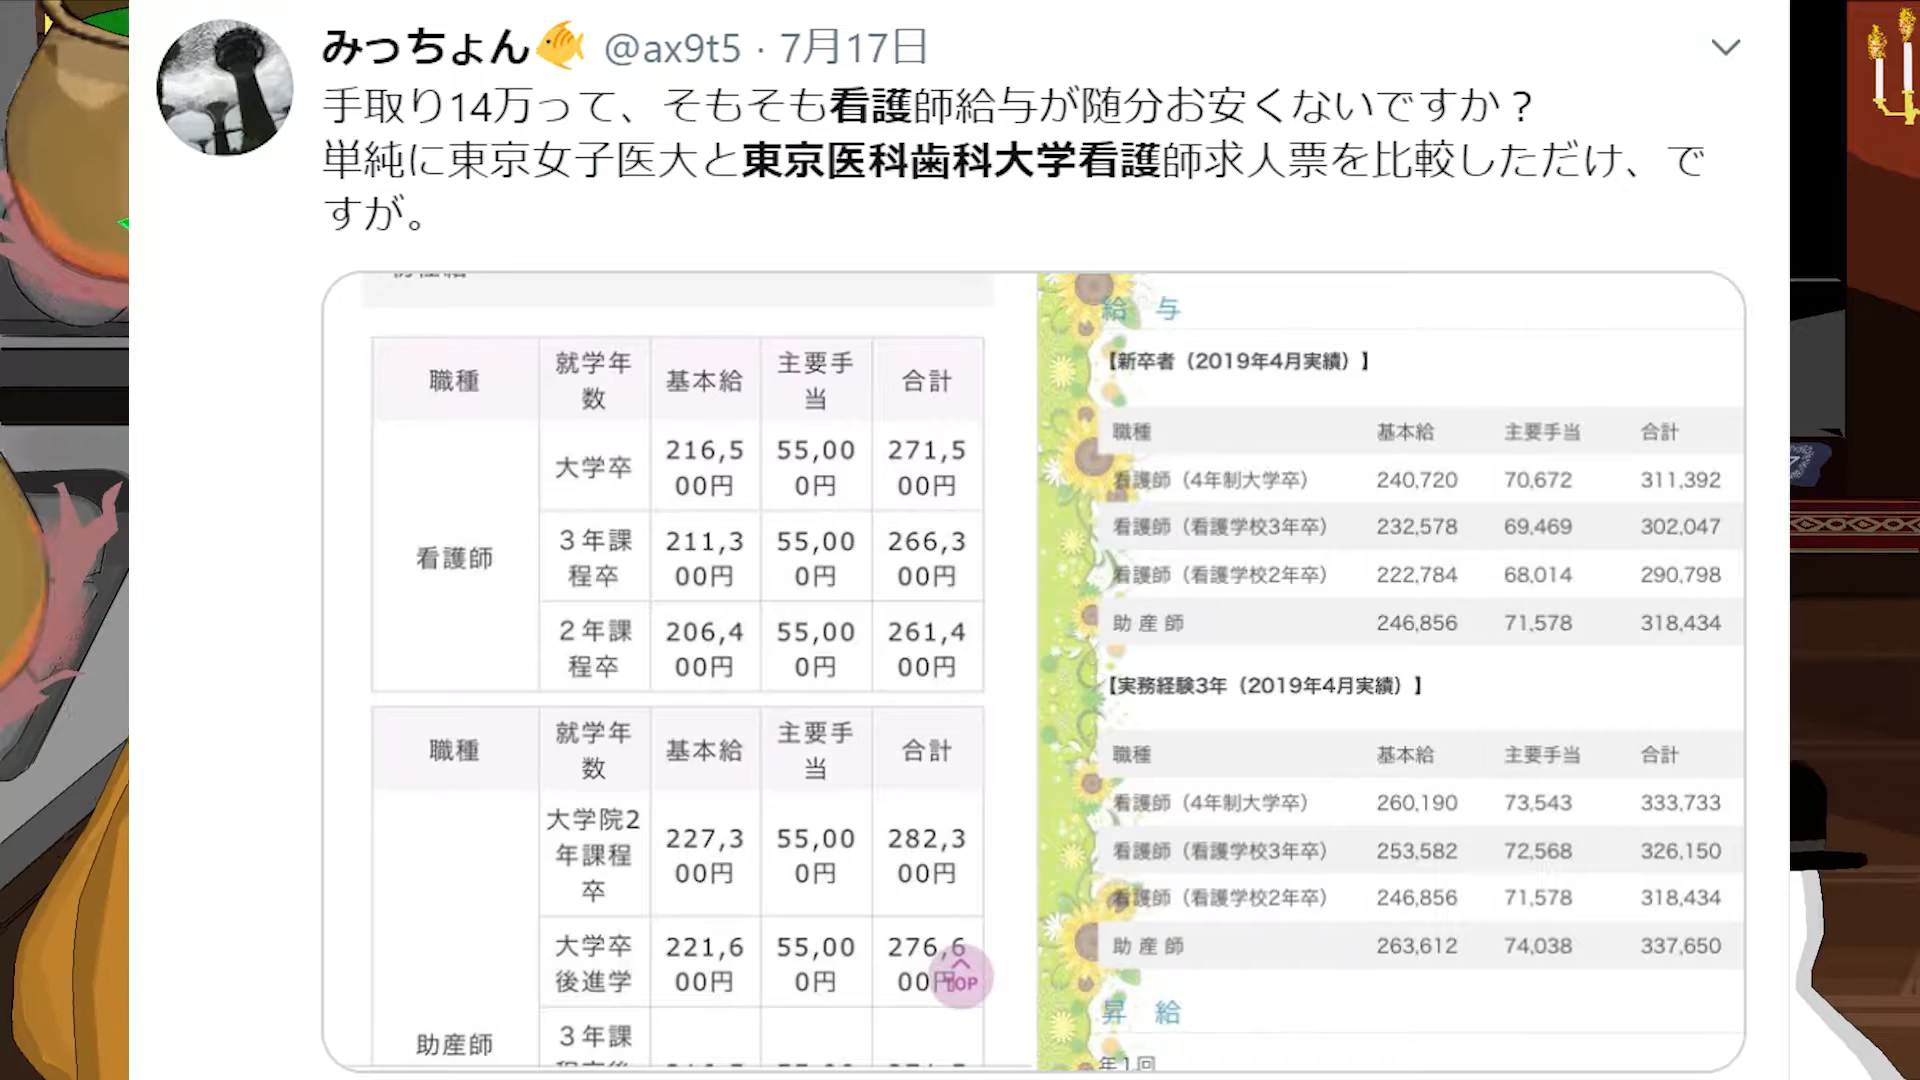 みっちょん @ax9t5 · 7月17日
手取り14万って、そもそも看護師給与が随分お安くないですか？
単純に東京女子医大と東京医科歯科大学看護師求人票を比較しただけ、で
すが。
職種 就学年数 基本給 主要手当 合計
看護師
大学卒 216,500円 55,000円 271,500円
３年課程卒 211,300円 55,000円 266,300円
２年課程卒 206,400円 55,000円 261,400円
職種 就学年数 基本給 主要手当 合計
大学院2年課程卒 227,300円 55,000円 282,300円
大学卒後進学 221,600円 55,000円 276,600円
助産師
３年課
TOP
給 与
【新卒者（2019年4月実績）】
職種 基本給 主要手当 合計
看護師（4年制大学卒） 240,720 70,672 311,392
看護師（看護学校3年卒） 232,578 69,469 302,047
看護師（看護学校2年卒） 222,784 68,014 290,798
助 産 師 246,856 71,578 318,434
【実務経験3年（2019年4月実績）】
職種 基本給 主要手当 合計
看護師（4年制大学卒） 260,190 73,543 333,733
看護師（看護学校3年卒） 253,582 72,568 326,150
看護師（看護学校2年卒） 246,856 71,578 318,434
助 産 師 263,612 74,038 337,650
昇 給
年1回